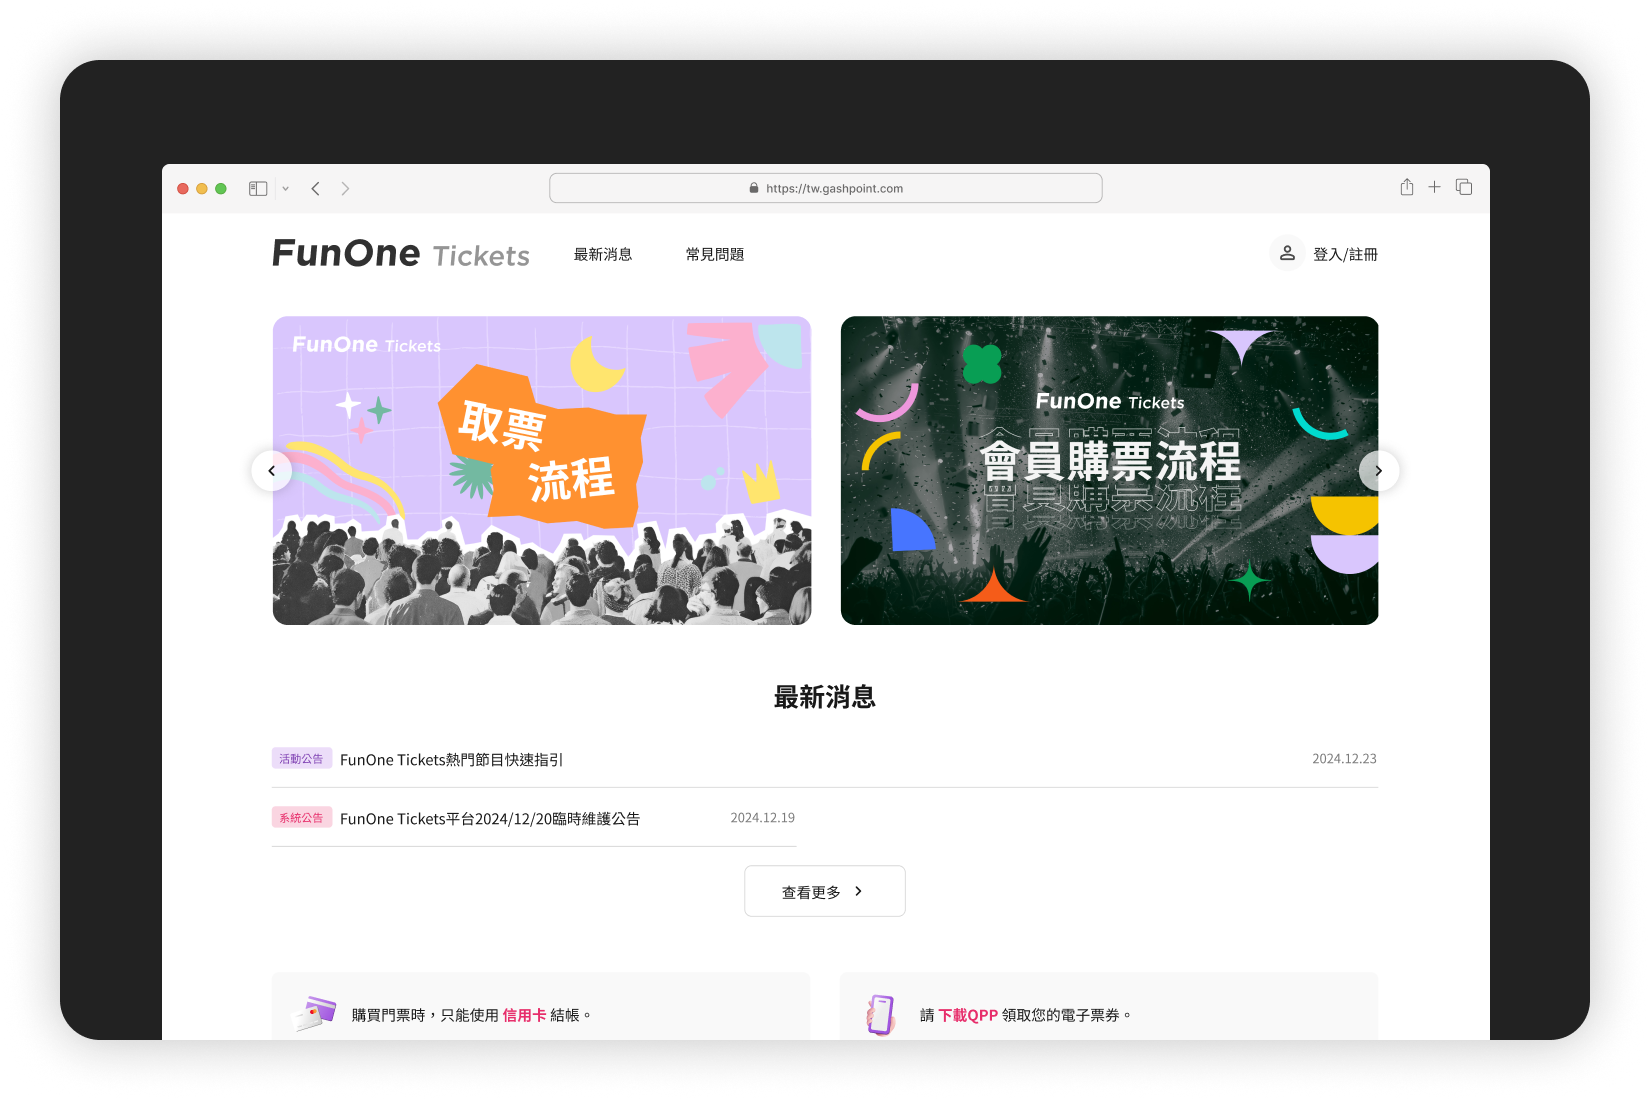 https://tw.gashpoint.com
FunOne Tickets
最新消息
常見問題
登入/註冊
FunOne Tickets
取票
流程
FunOne Tickets
會員購票流程
最新消息
活動公告 FunOne Tickets熱門節目快速指引 2024.12.23
系統公告 FunOne Tickets平台2024/12/20臨時維護公告 2024.12.19
查看更多
購買門票時，只能使用 信用卡 結帳。
請 下載QPP 領取您的電子票券。